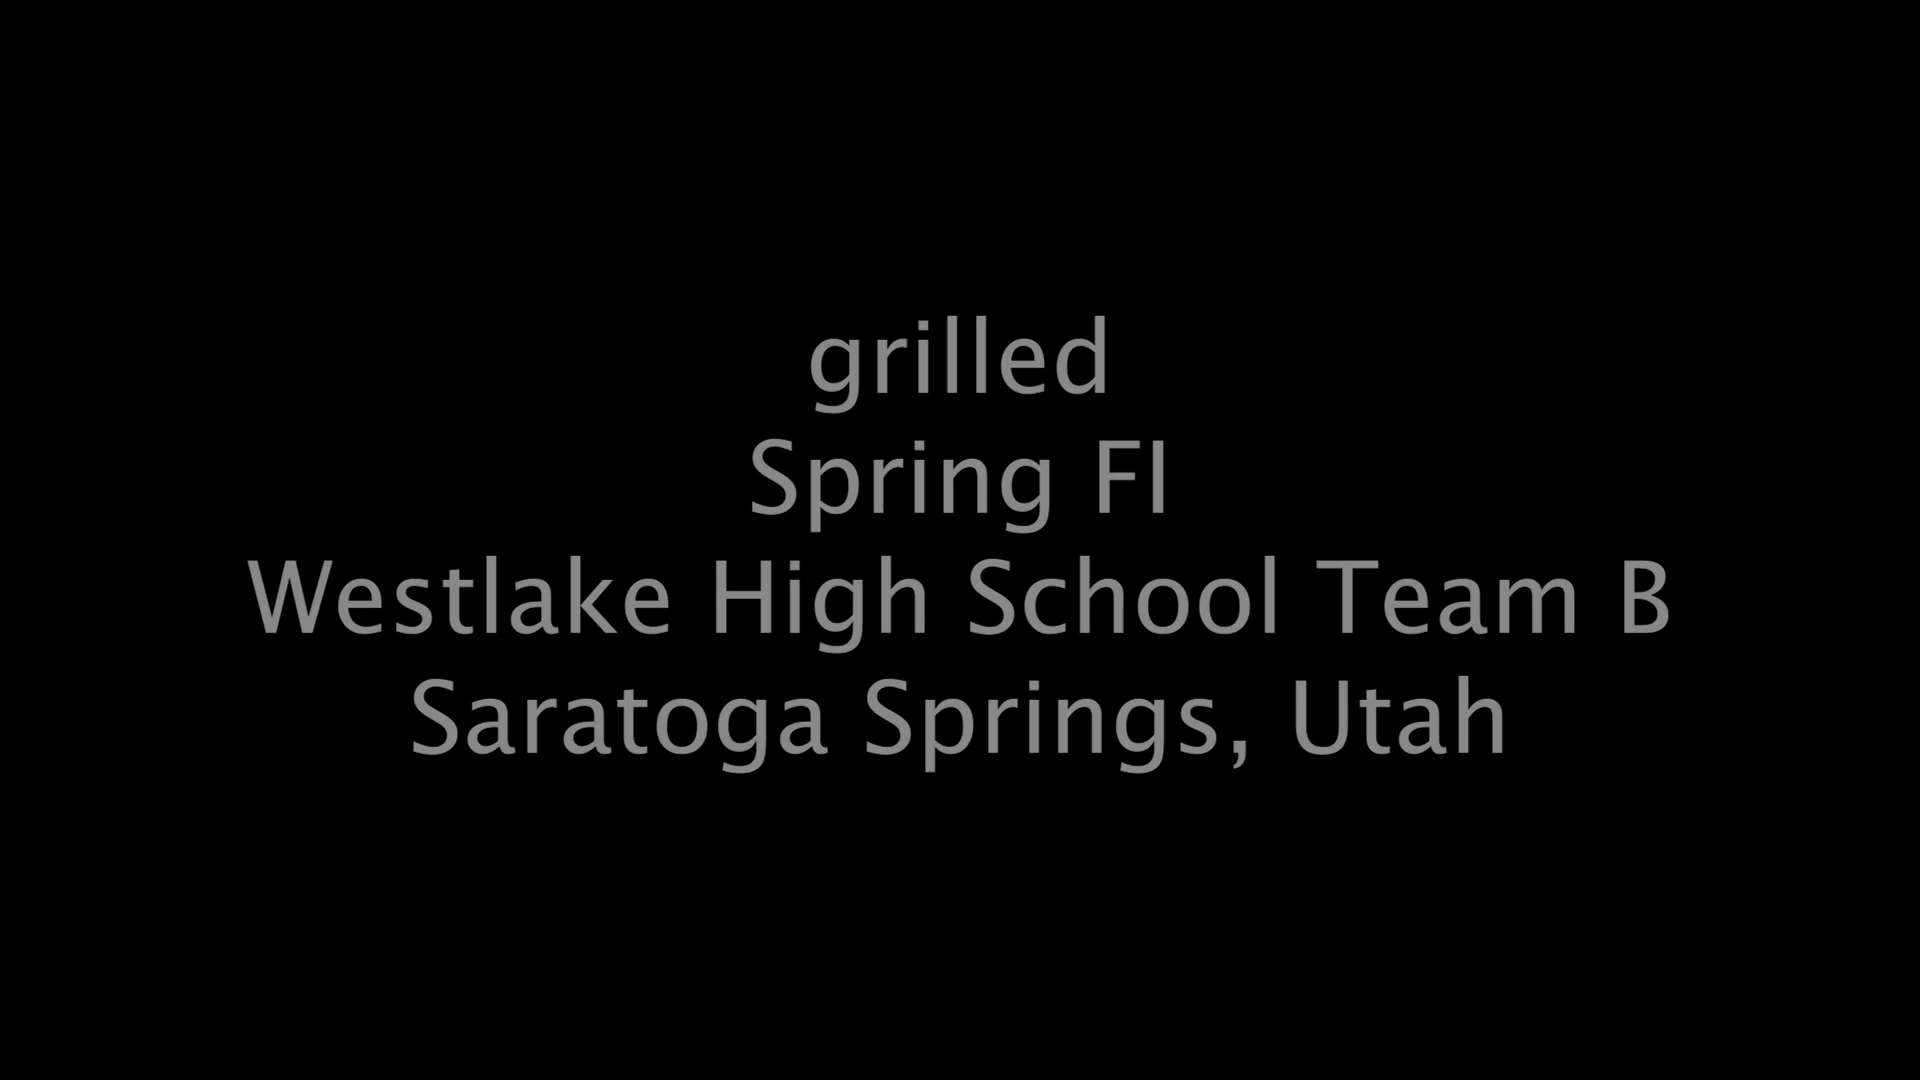 grilled
Spring FI
Westlake High School Team B
Saratoga Springs, Utah